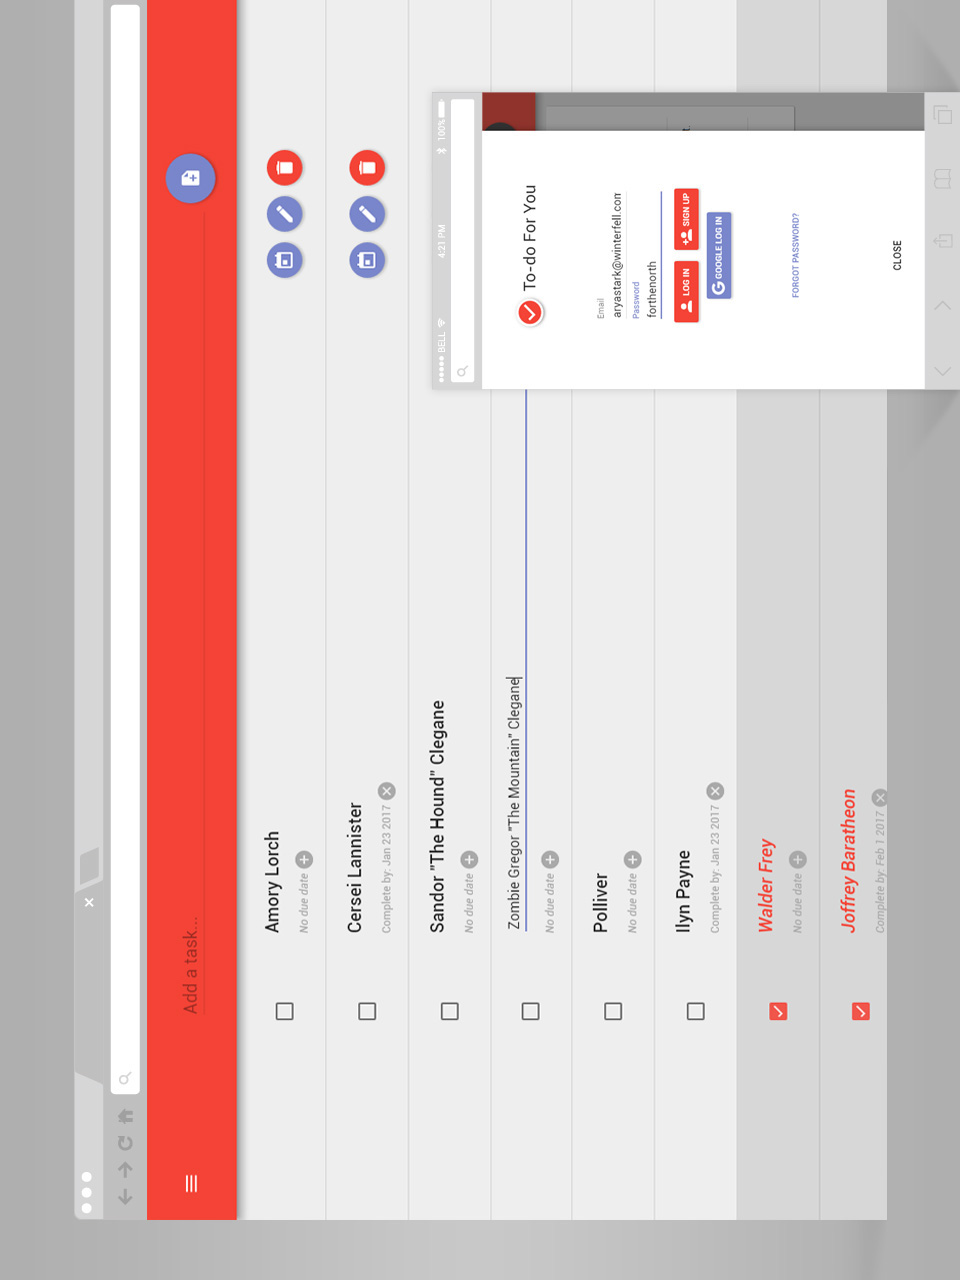 Add a task...
Amory Lorch
No due date
Cersei Lannister
Complete by: Jan 23 2017
Sandor "The Hound" Clegane
No due date
Zombie Gregor "The Mountain" Clegane
No due date
Polliver
No due date
Ilyn Payne
Complete by: Jan 23 2017
Walder Frey
No due date
Joffrey Baratheon
Complete by: Feb 1 2017
BELL 4:21 PM 100%
To-do For You
Email
aryastark@winterfell.com
Password
forthenorth
LOG IN SIGN UP
GOOGLE LOG IN
FORGOT PASSWORD?
CLOSE